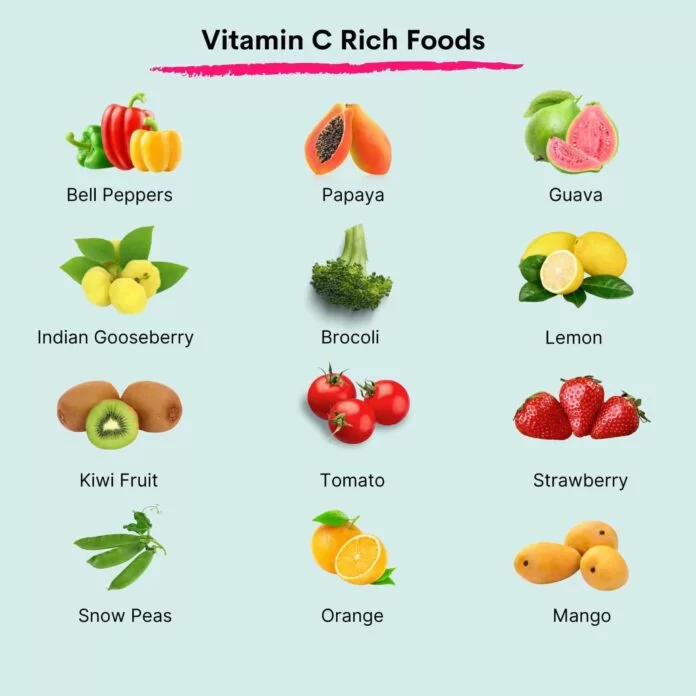 Vitamin C Rich Foods
Bell Peppers
Papaya
Guava
Indian Gooseberry
Brocoli
Lemon
Kiwi Fruit
Tomato
Strawberry
Snow Peas
Orange
Mango